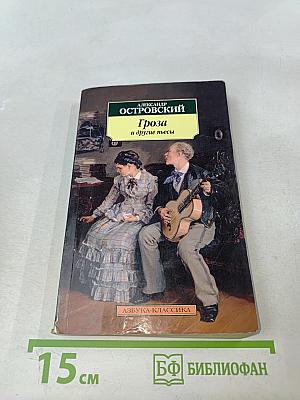 АЛЕКСАНДР
ОСТРОВСКИЙ
Гроза
и другие пьесы
АЗБУКА-КЛАССИКА
15 см
БФ БИБЛИОФАН